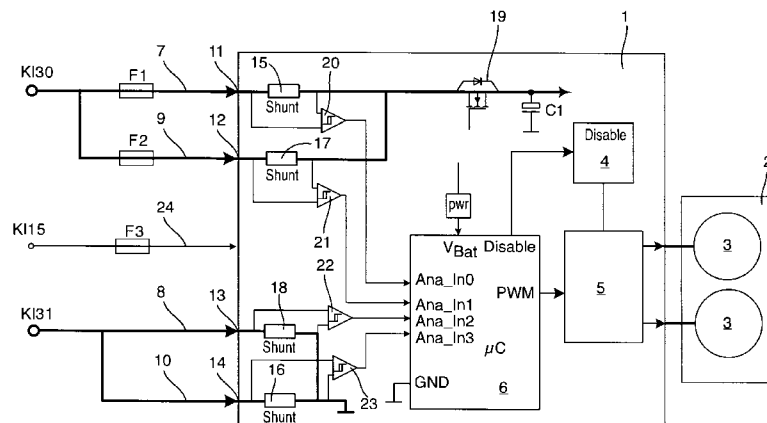 19
1
7
11
15
20
Kl30
F1
Shunt
C1
9
12
17
Disable
4
2
F2
Shunt
24
21
pwr
Kl15
F3
VBat Disable
3
22
5
8
13
18
Ana_In0
Ana_In1
Ana_In2
Ana_In3
PWM
Kl31
Shunt
µC
3
10
14
16
23
GND
6
Shunt